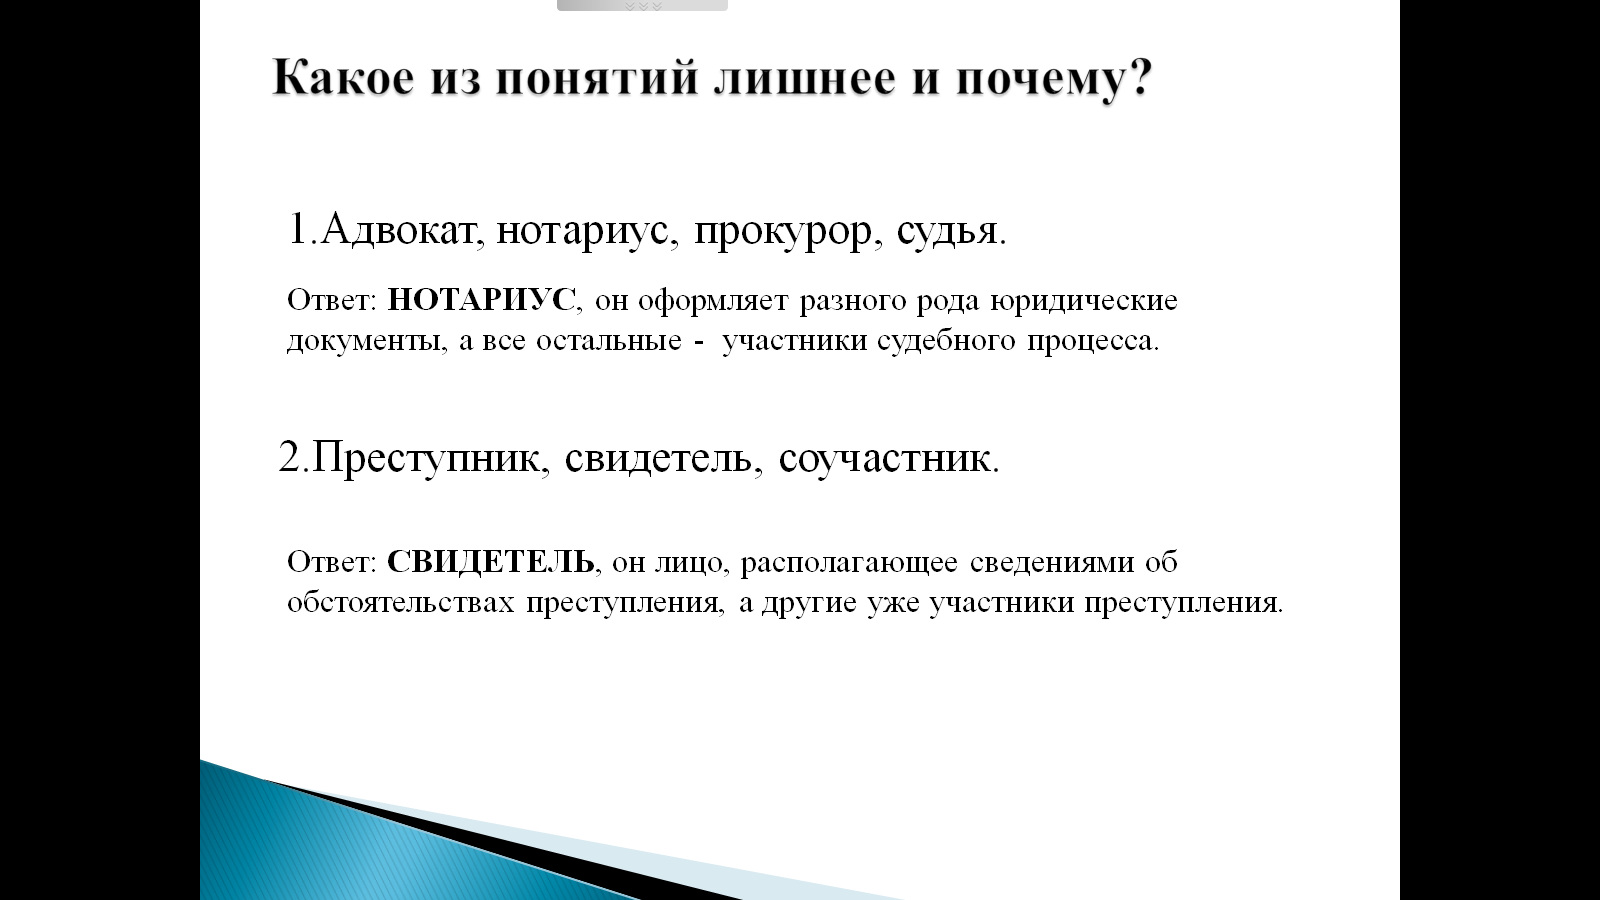 Какое из понятий лишнее и почему?
1.Адвокат, нотариус, прокурор, судья.
Ответ: НОТАРИУС, он оформляет разного рода юридические
документы, а все остальные - участники судебного процесса.
2.Преступник, свидетель, соучастник.
Ответ: СВИДЕТЕЛЬ, он лицо, располагающее сведениями об
обстоятельствах преступления, а другие уже участники преступления.